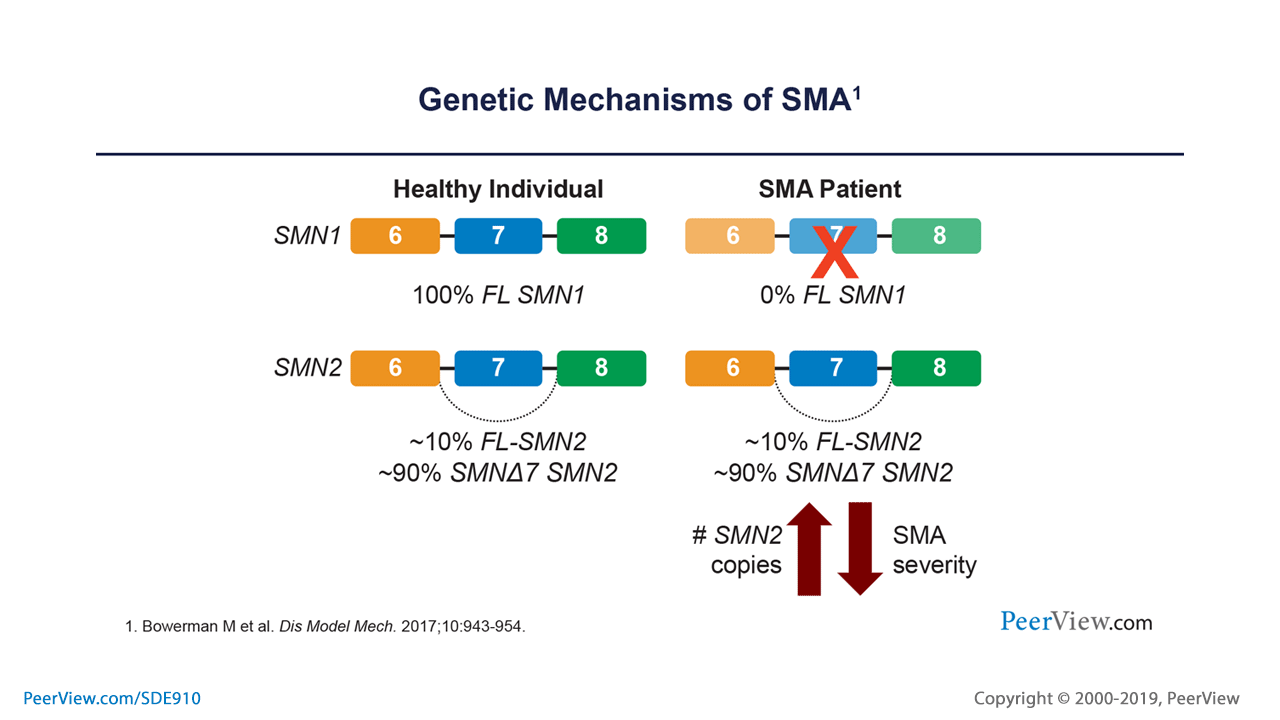 Genetic Mechanisms of SMA1
Healthy Individual
SMA Patient
SMN1
6
7
8
6
7
8
X
100% FL SMN1
0% FL SMN1
SMN2
6
7
8
6
7
8
~10% FL-SMN2
~90% SMNΔ7 SMN2
~10% FL-SMN2
~90% SMNΔ7 SMN2
# SMN2
copies
SMA
severity
1. Bowerman M et al. Dis Model Mech. 2017;10:943-954.
PeerView.com
PeerView.com/SDE910
Copyright © 2000-2019, PeerView